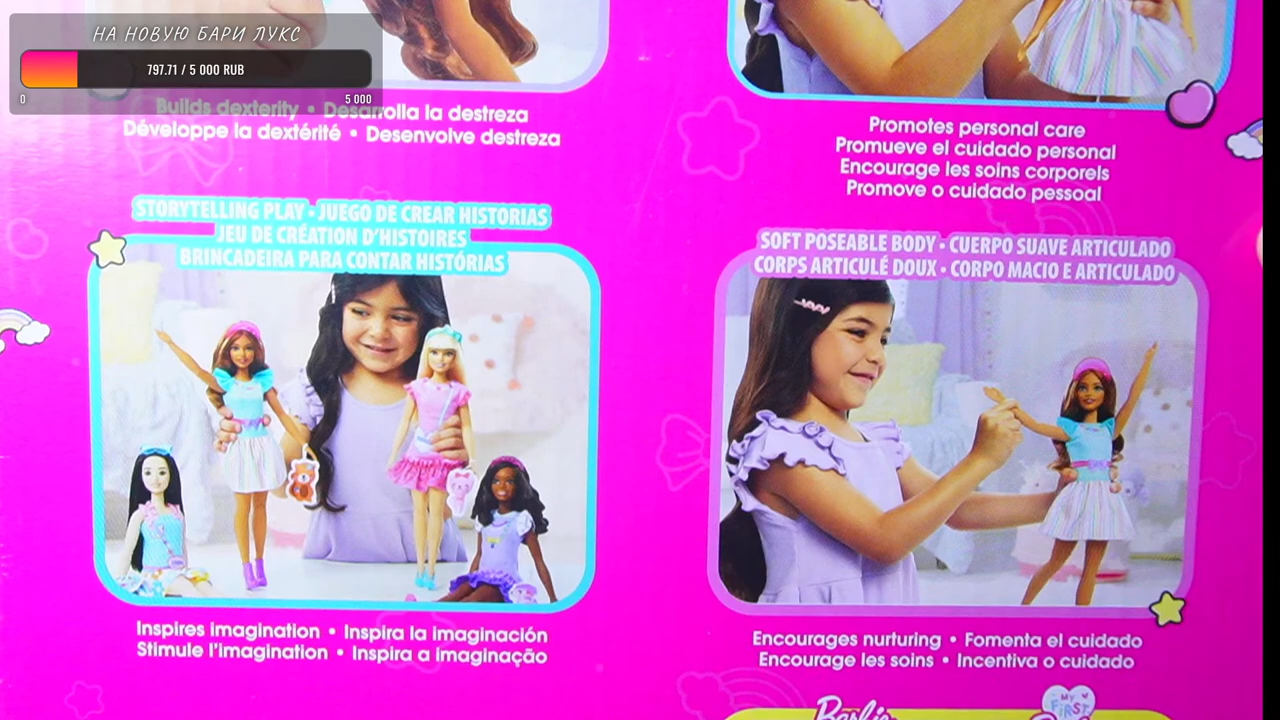 НА НОВУЮ БАРИ ЛУКС
797.71 / 5 000 RUB
0
5 000
Builds dexterity • Desarrolla la destreza
Développe la dextérité • Desenvolve destreza
Promotes personal care
Promueve el cuidado personal
Encourage les soins corporels
Promove o cuidado pessoal
STORYTELLING PLAY • JUEGO DE CREAR HISTORIAS
JEU DE CRÉATION D'HISTOIRES
BRINCADEIRA PARA CONTAR HISTÓRIAS
SOFT POSEABLE BODY • CUERPO SUAVE ARTICULADO
CORPS ARTICULÉ DOUX • CORPO MACIO E ARTICULADO
Inspires imagination • Inspira la imaginación
Stimule l'imagination • Inspira a imaginação
Encourages nurturing • Fomenta el cuidado
Encourage les soins • Incentiva o cuidado
Barbie
MY
FIRST